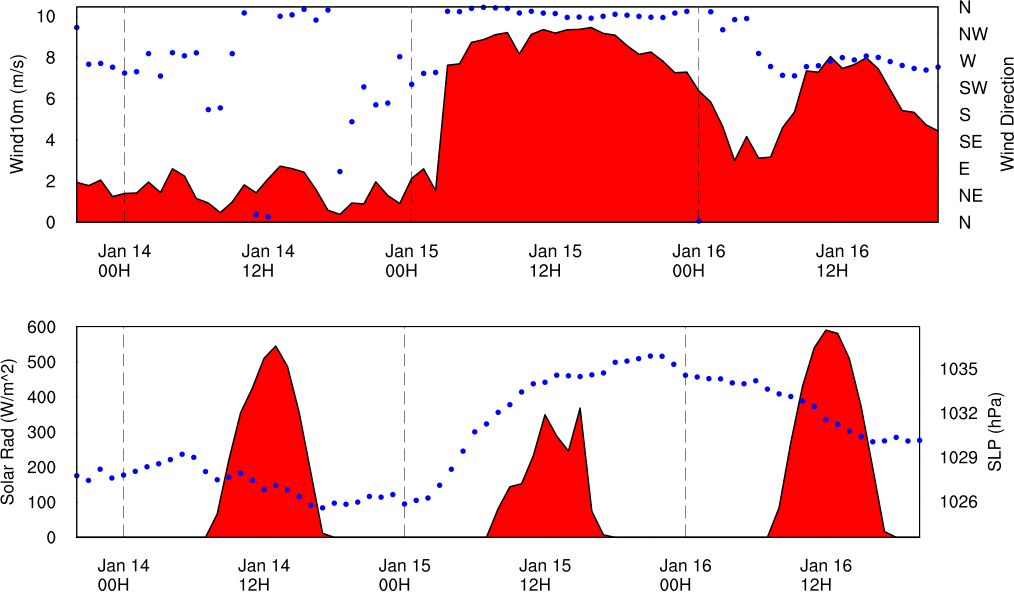 10
8
6
4
2
0
Wind10m (m/s)
N
NW
W
SW
S
SE
E
NE
N
Wind Direction
Jan 14
00H
Jan 14
12H
Jan 15
00H
Jan 15
12H
Jan 16
00H
Jan 16
12H
600
500
400
300
200
100
0
Solar Rad (W/m^2)
1035
1032
1029
1026
SLP (hPa)
Jan 14
00H
Jan 14
12H
Jan 15
00H
Jan 15
12H
Jan 16
00H
Jan 16
12H